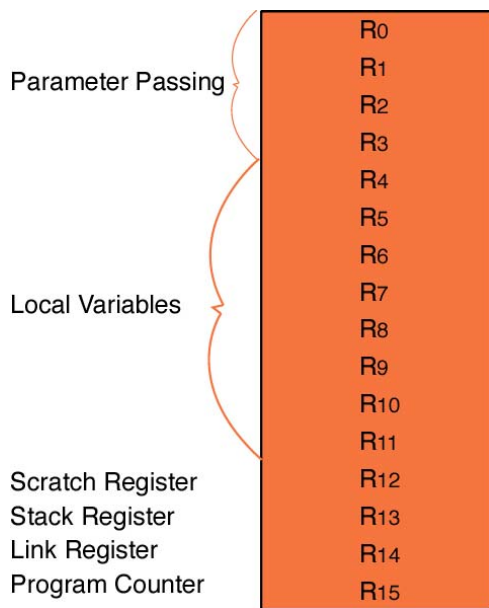 R0
Parameter Passing
R1
R2
R3
R4
R5
R6
Local Variables
R7
R8
R9
R10
R11
Scratch Register R12
Stack Register R13
Link Register R14
Program Counter R15